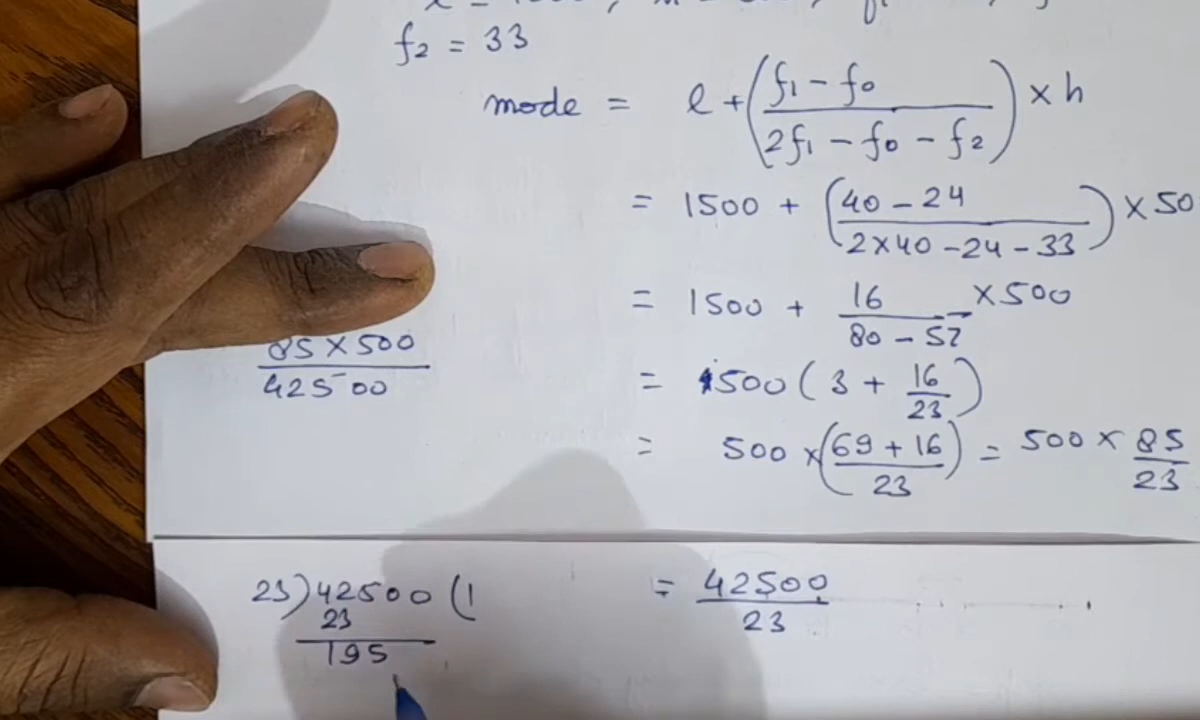 f2 = 33
mode = l + ( f1 - f0 / 2f1 - f0 - f2 ) × h
= 1500 + ( 40 - 24 / 2×40 - 24 - 33 ) × 50
= 1500 + 16 / 80 - 57 × 500
85 × 500
42500
= 1500 ( 3 + 16 / 23 )
= 500 × ( 69 + 16 / 23 ) = 500 × 85 / 23
23 ) 42500 ( 1
23
195
= 42500 / 23